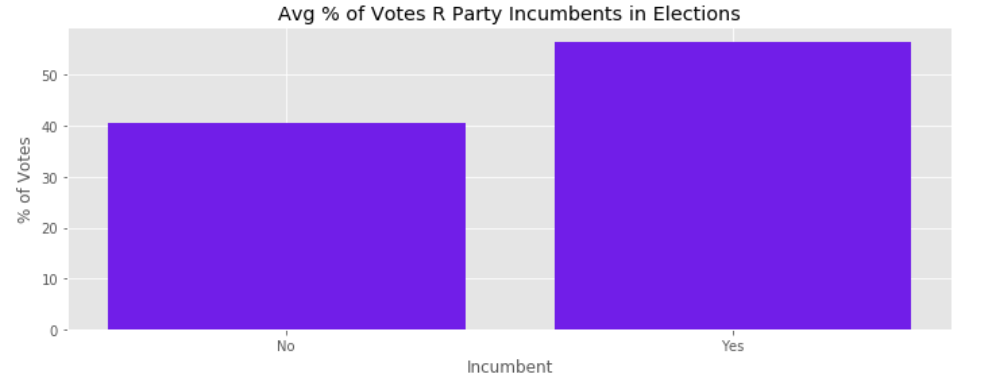 Avg % of Votes R Party Incumbents in Elections
% of Votes
50
40
30
20
10
0
No Yes
Incumbent